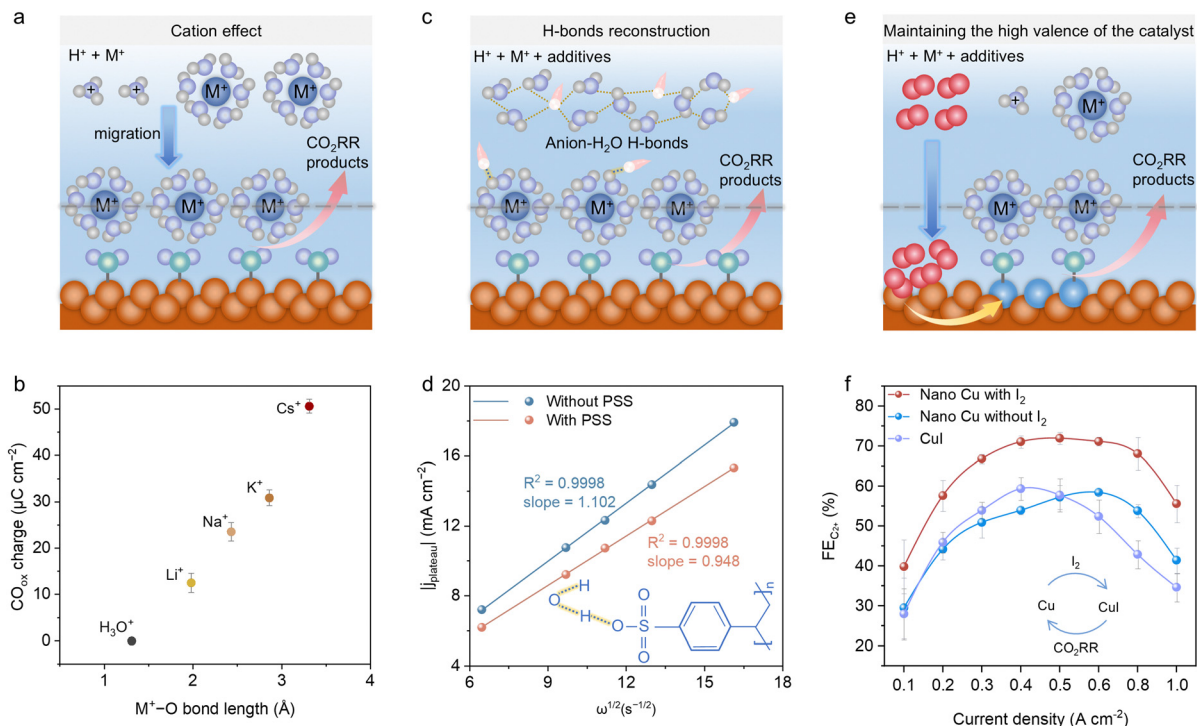 a
Cation effect
H⁺ + M⁺
+
+
M⁺
M⁺
migration
CO₂RR
products
M⁺
M⁺
M⁺
c
H-bonds reconstruction
H⁺ + M⁺ + additives
Anion-H₂O H-bonds
CO₂RR
products
M⁺
M⁺
M⁺
e
Maintaining the high valence of the catalyst
H⁺ + M⁺ + additives
+
M⁺
CO₂RR
products
M⁺
M⁺
b
COₒₓ charge (μC cm⁻²)
50
40
30
20
10
0
Cs⁺
K⁺
Na⁺
Li⁺
H₃O⁺
1
2
3
4
M⁺−O bond length (Å)
d
|j_plateau| (mA cm⁻²)
20
16
12
8
4
Without PSS
With PSS
R² = 0.9998
slope = 1.102
R² = 0.9998
slope = 0.948
H
O
H
O
S
O
O
n
6
9
12
15
18
ω^1/2(s^−1/2)
f
FE_C₂₊ (%)
90
80
70
60
50
40
30
20
10
Nano Cu with I₂
Nano Cu without I₂
CuI
I₂
Cu
CuI
CO₂RR
0.1
0.2
0.3
0.4
0.5
0.6
0.8
1.0
Current density (A cm⁻²)